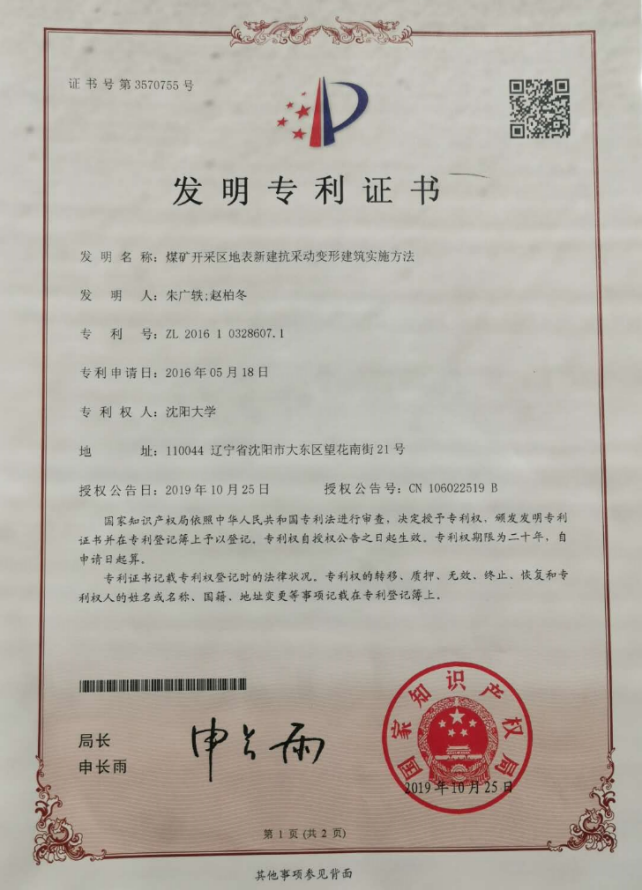 证书号第3570755号
发明专利证书
发明名称：煤矿开采区地表新建抗采动变形建筑实施方法
发明人：朱广轶;赵柏冬
专利号：ZL 2016 1 0328607.1
专利申请日：2016年05月18日
专利权人：沈阳大学
地址：110044 辽宁省沈阳市大东区望花南街21号
授权公告日：2019年10月25日 授权公告号：CN 106022519 B
国家知识产权局依照中华人民共和国专利法进行审查，决定授予专利权，颁发发明专利
证书并在专利登记簿上予以登记。专利权自授权公告之日起生效。专利权期限为二十年，自
申请日起算。
专利证书记载专利权登记时的法律状况。专利权的转移、质押、无效、终止、恢复和专
利权人的姓名或名称、国籍、地址变更等事项记载在专利登记簿上。
局长
申长雨
申长雨
国家知识产权局
2019年10月25日
第1页(共2页)
其他事项参见背面